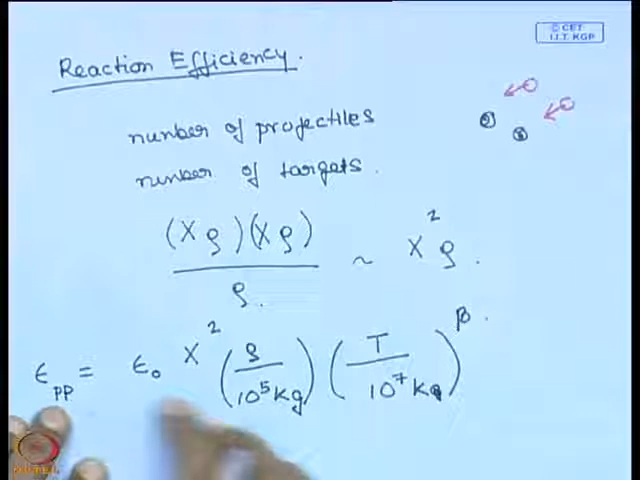 © CET
I.I.T. KGP
Reaction Efficiency.
number of projectiles
number of targets.
(Xρ)(Xρ)
―――― ~ X²ρ.
ρ.
ϵ_pp = ϵ₀ X² (ρ/10⁵ Kg) (T/10⁷ Kg)^β.